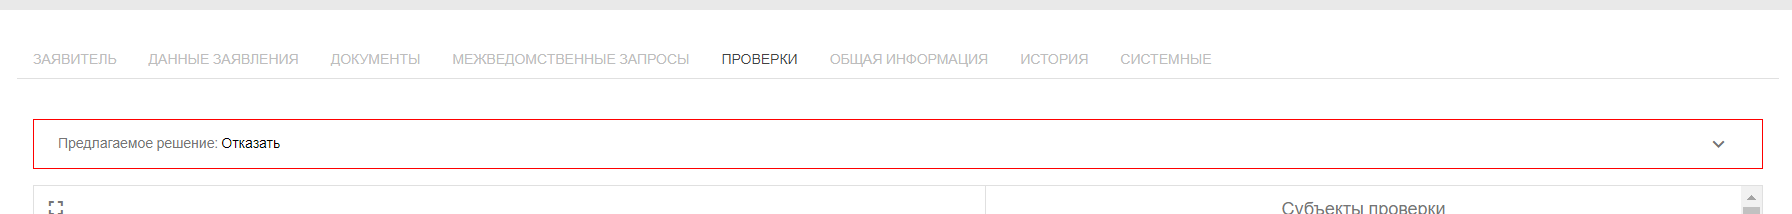 ЗАЯВИТЕЛЬ ДАННЫЕ ЗАЯВЛЕНИЯ ДОКУМЕНТЫ МЕЖВЕДОМСТВЕННЫЕ ЗАПРОСЫ ПРОВЕРКИ ОБЩАЯ ИНФОРМАЦИЯ ИСТОРИЯ СИСТЕМНЫЕ
Предлагаемое решение: Отказать
Субъекты проверки